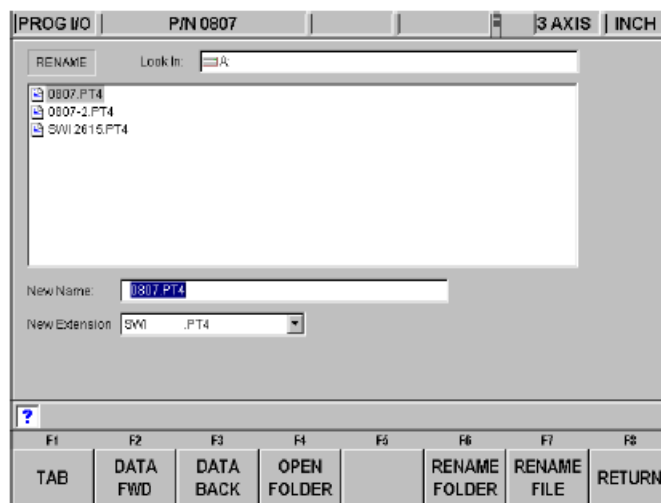 PROG I/O P/N 0807 3 AXIS INCH
RENAME Look In: A:
0807.PT4
0807-2.PT4
SWI 2615.PT4
New Name: 0807.PT4
New Extension SWI .PT4
?
F1 F2 F3 F4 F5 F6 F7 F8
TAB DATA FWD DATA BACK OPEN FOLDER RENAME FOLDER RENAME FILE RETURN